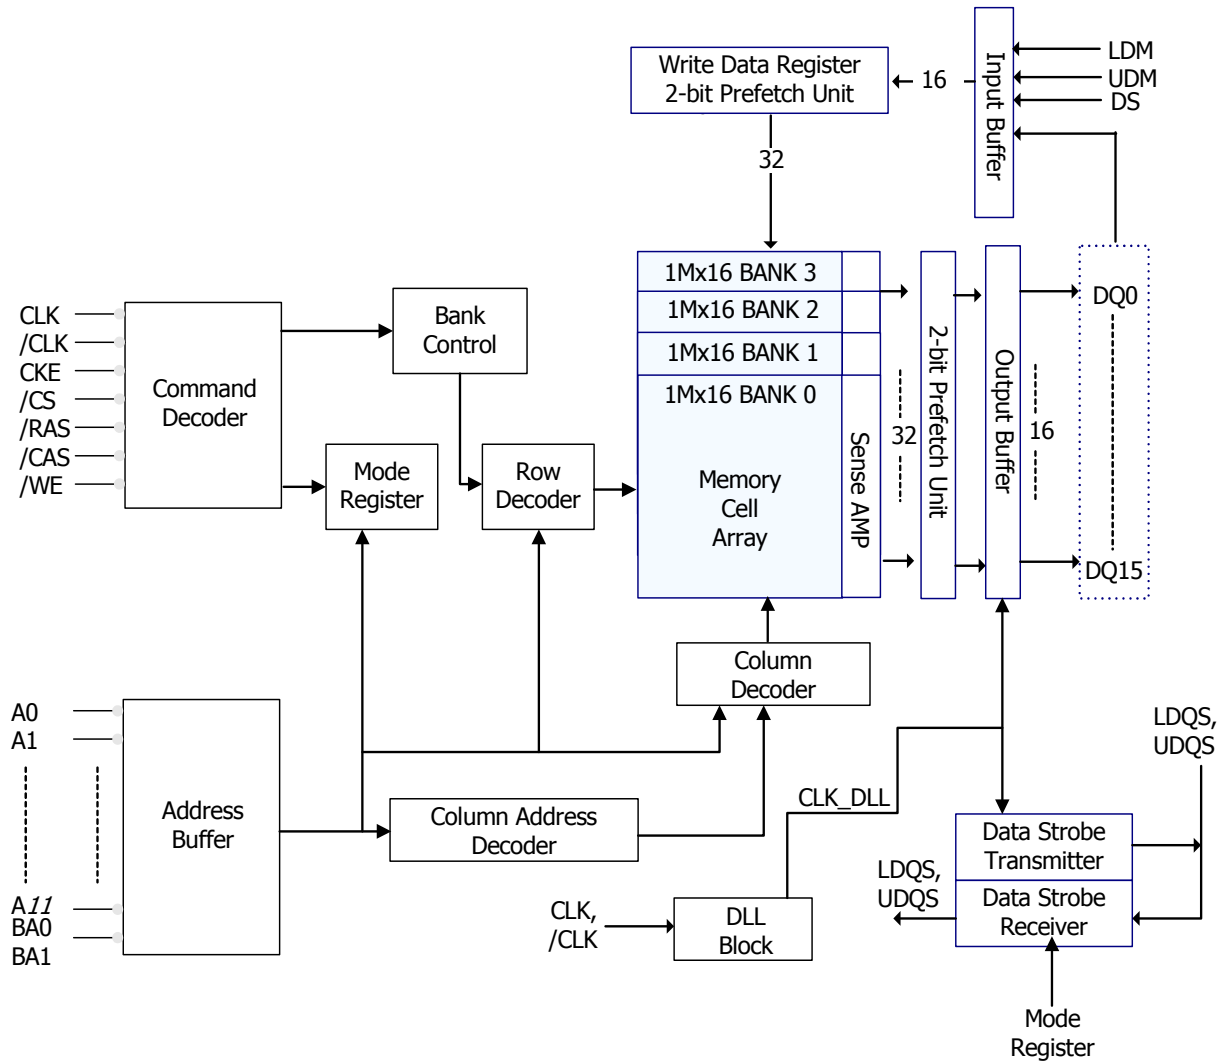 Write Data Register
2-bit Prefetch Unit
16
Input Buffer
LDM
UDM
DS
32
1Mx16 BANK 3
1Mx16 BANK 2
1Mx16 BANK 1
1Mx16 BANK 0
Memory
Cell
Array
Sense AMP
32
2-bit Prefetch Unit
Output Buffer
16
DQ0
DQ15
CLK
/CLK
CKE
/CS
/RAS
/CAS
/WE
Command
Decoder
Bank
Control
Mode
Register
Row
Decoder
Column
Decoder
A0
A1
A11
BA0
BA1
Address
Buffer
Column Address
Decoder
CLK_DLL
CLK,
/CLK
DLL
Block
LDQS,
UDQS
Data Strobe
Transmitter
Data Strobe
Receiver
LDQS,
UDQS
Mode
Register